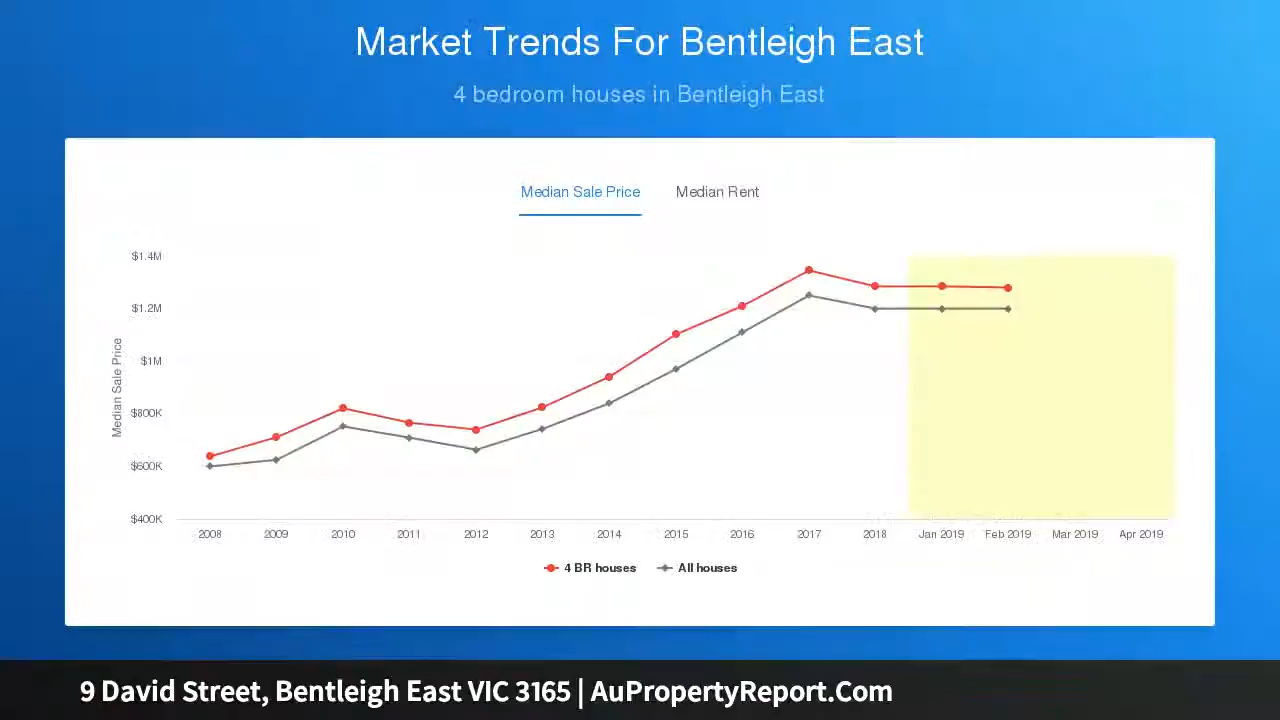 Market Trends For Bentleigh East
4 bedroom houses in Bentleigh East
Median Sale Price
Median Rent
Median Sale Price
$1.4M
$1.2M
$1M
$800K
$600K
$400K
2008
2009
2010
2011
2012
2013
2014
2015
2016
2017
2018
Jan 2019
Feb 2019
Mar 2019
Apr 2019
4 BR houses
All houses
9 David Street, Bentleigh East VIC 3165 | AuPropertyReport.Com